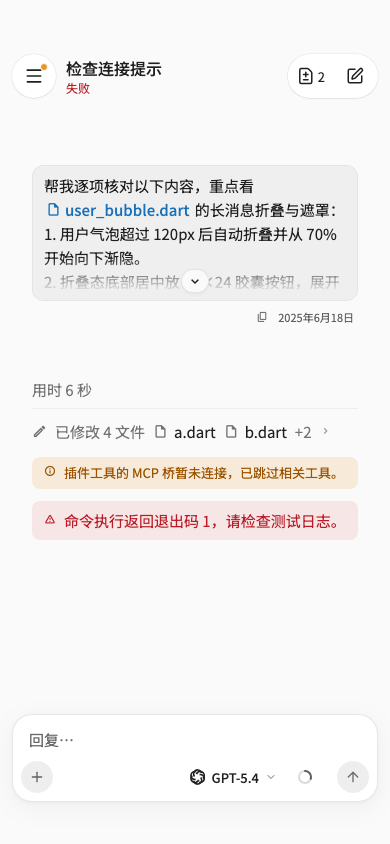 检查连接提示
失败
2
帮我逐项核对以下内容，重点看
user_bubble.dart 的长消息折叠与遮罩：
1. 用户气泡超过 120px 后自动折叠并从 70%
开始向下渐隐。
2. 折叠态底部居中放 ×24 胶囊按钮，展开
2025年6月18日
用时 6 秒
已修改 4 文件 a.dart b.dart +2
插件工具的 MCP 桥暂未连接，已跳过相关工具。
命令执行返回退出码 1，请检查测试日志。
回复…
GPT-5.4